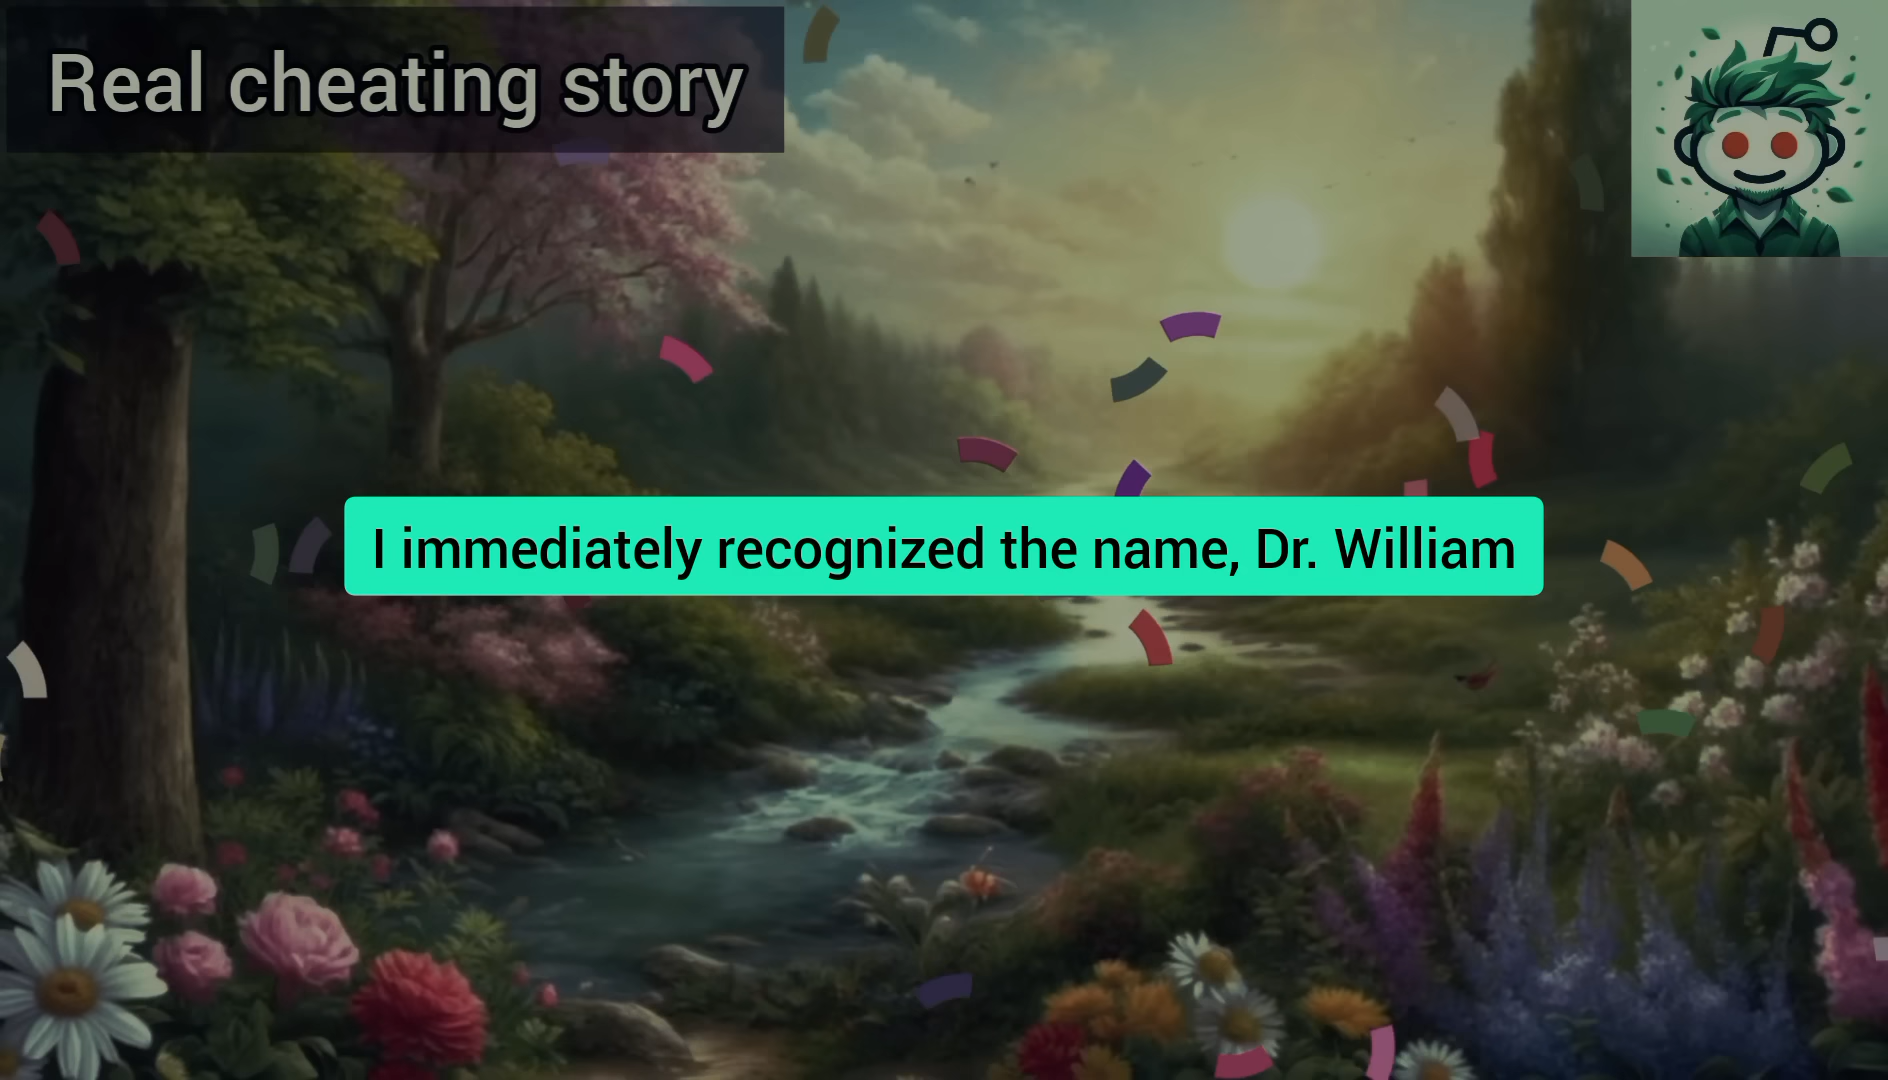 Real cheating story
I immediately recognized the name, Dr. William